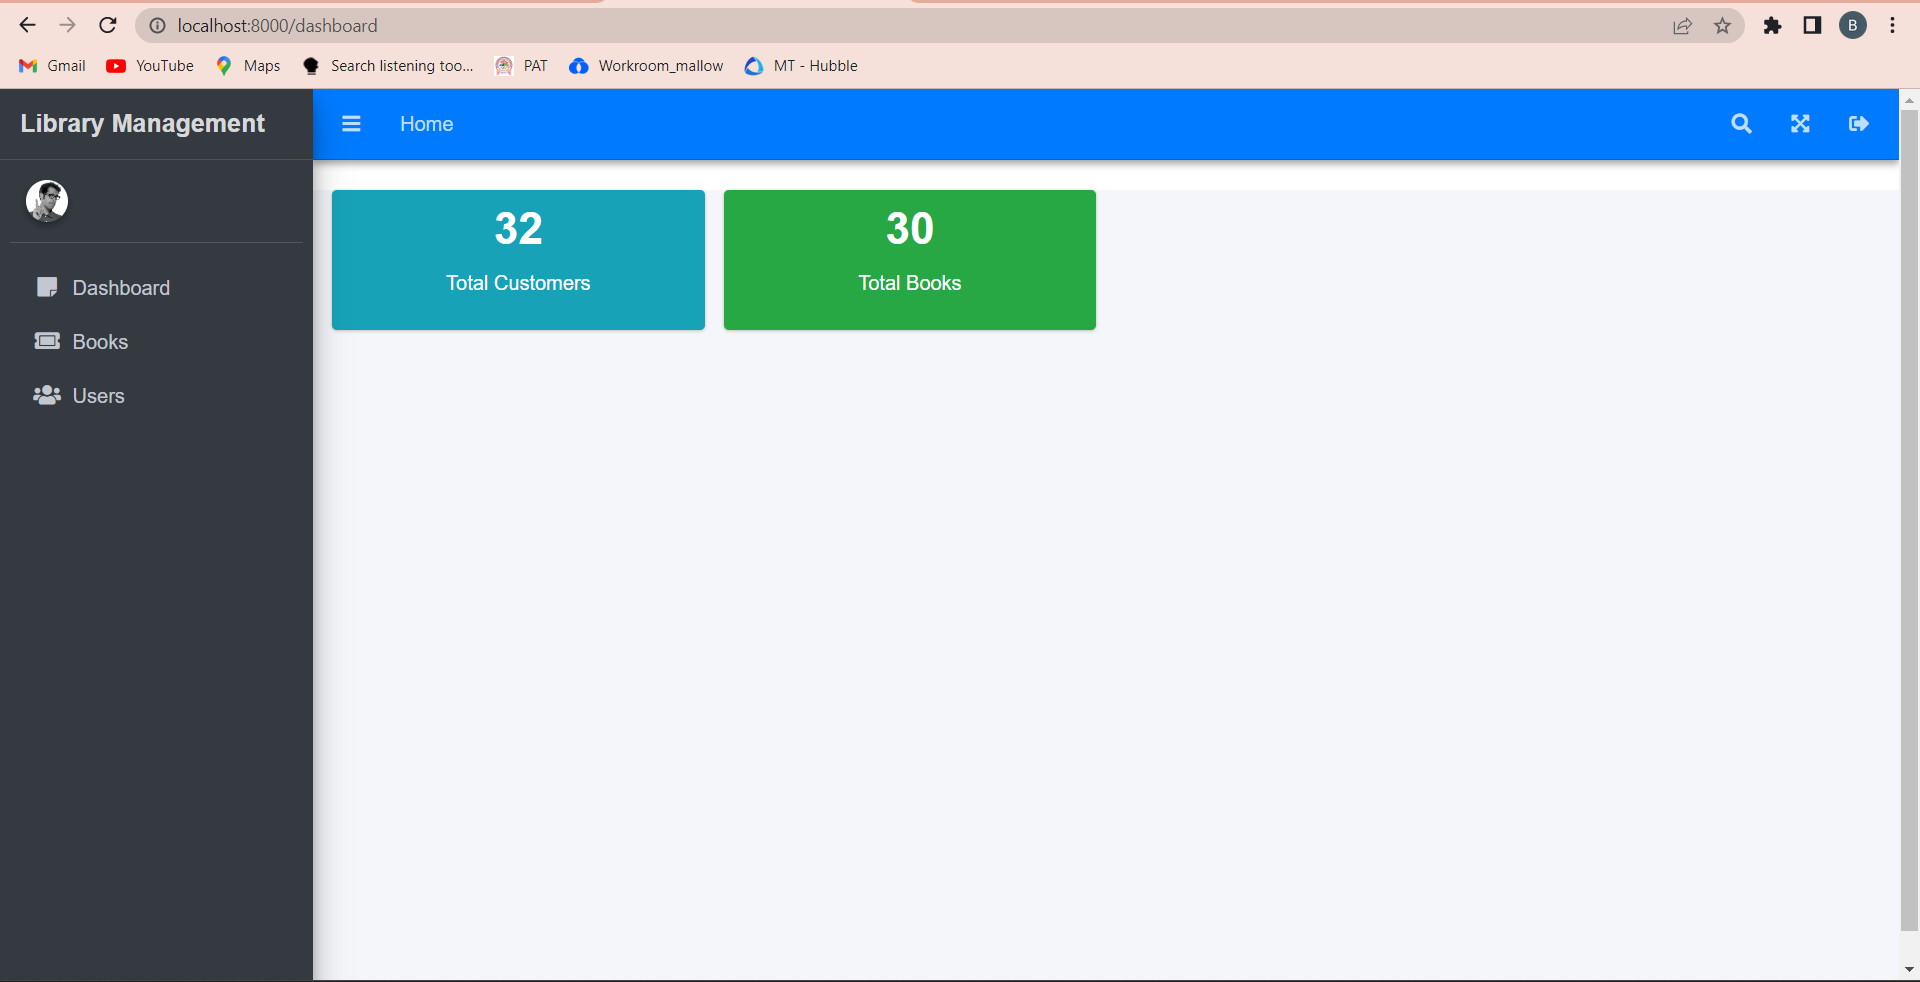 localhost:8000/dashboard
B
Gmail YouTube Maps Search listening too... PAT Workroom_mallow MT - Hubble
Library Management
Home
32
Total Customers
30
Total Books
Dashboard
Books
Users